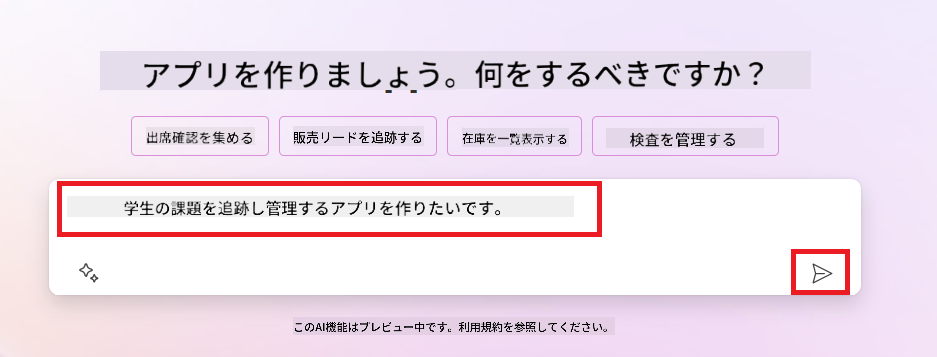 アプリを作りましょう。何をするべきですか？
出席確認を集める
販売リードを追跡する
在庫を一覧表示する
検査を管理する
学生の課題を追跡し管理するアプリを作りたいです。
このAI機能はプレビュー中です。利用規約を参照してください。